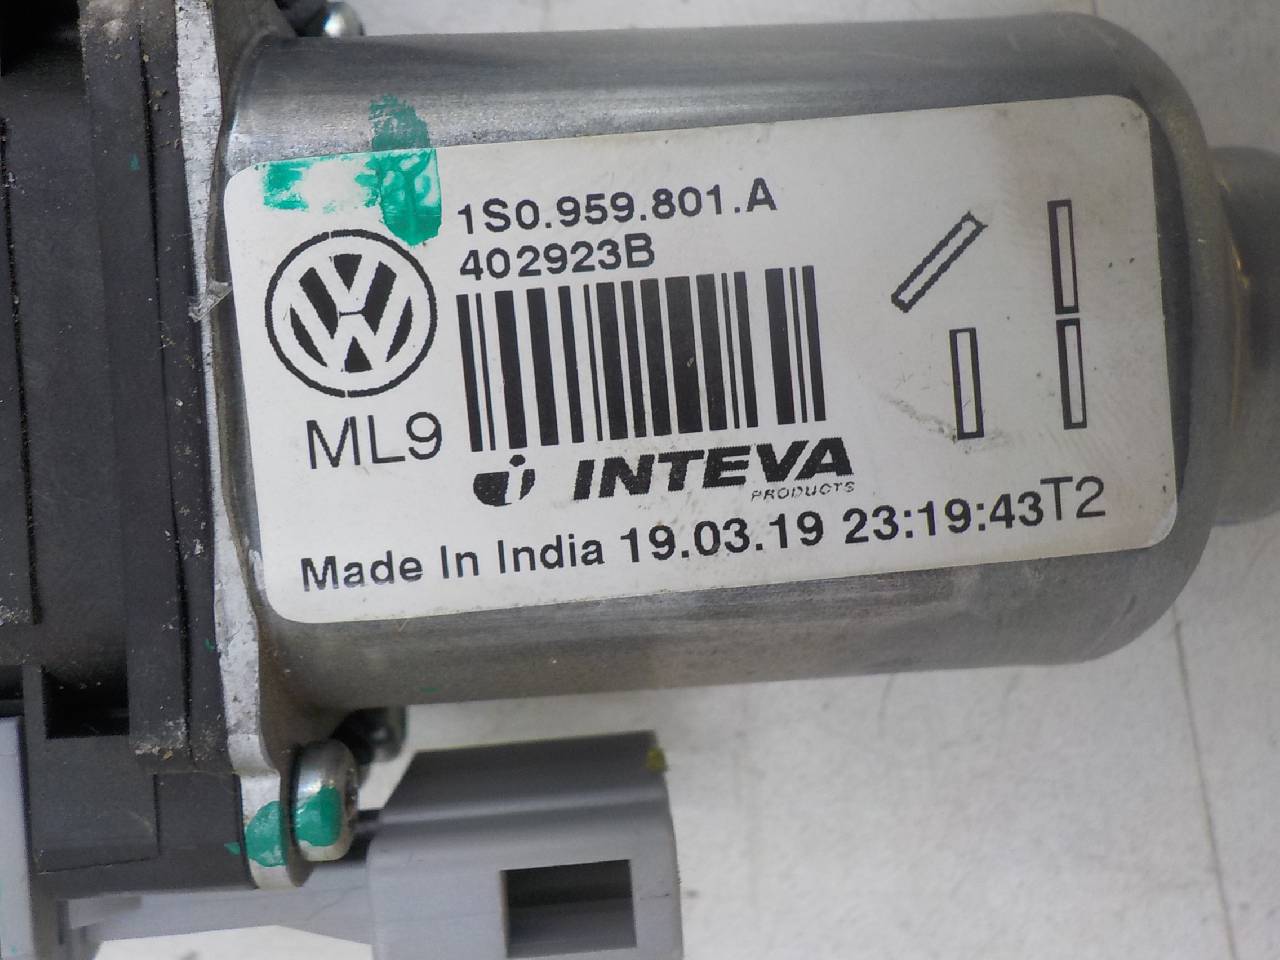 1S0.959.801.A
402923B
ML9
INTEVA
PRODUCTS
Made In India 19.03.19 23:19:43T2